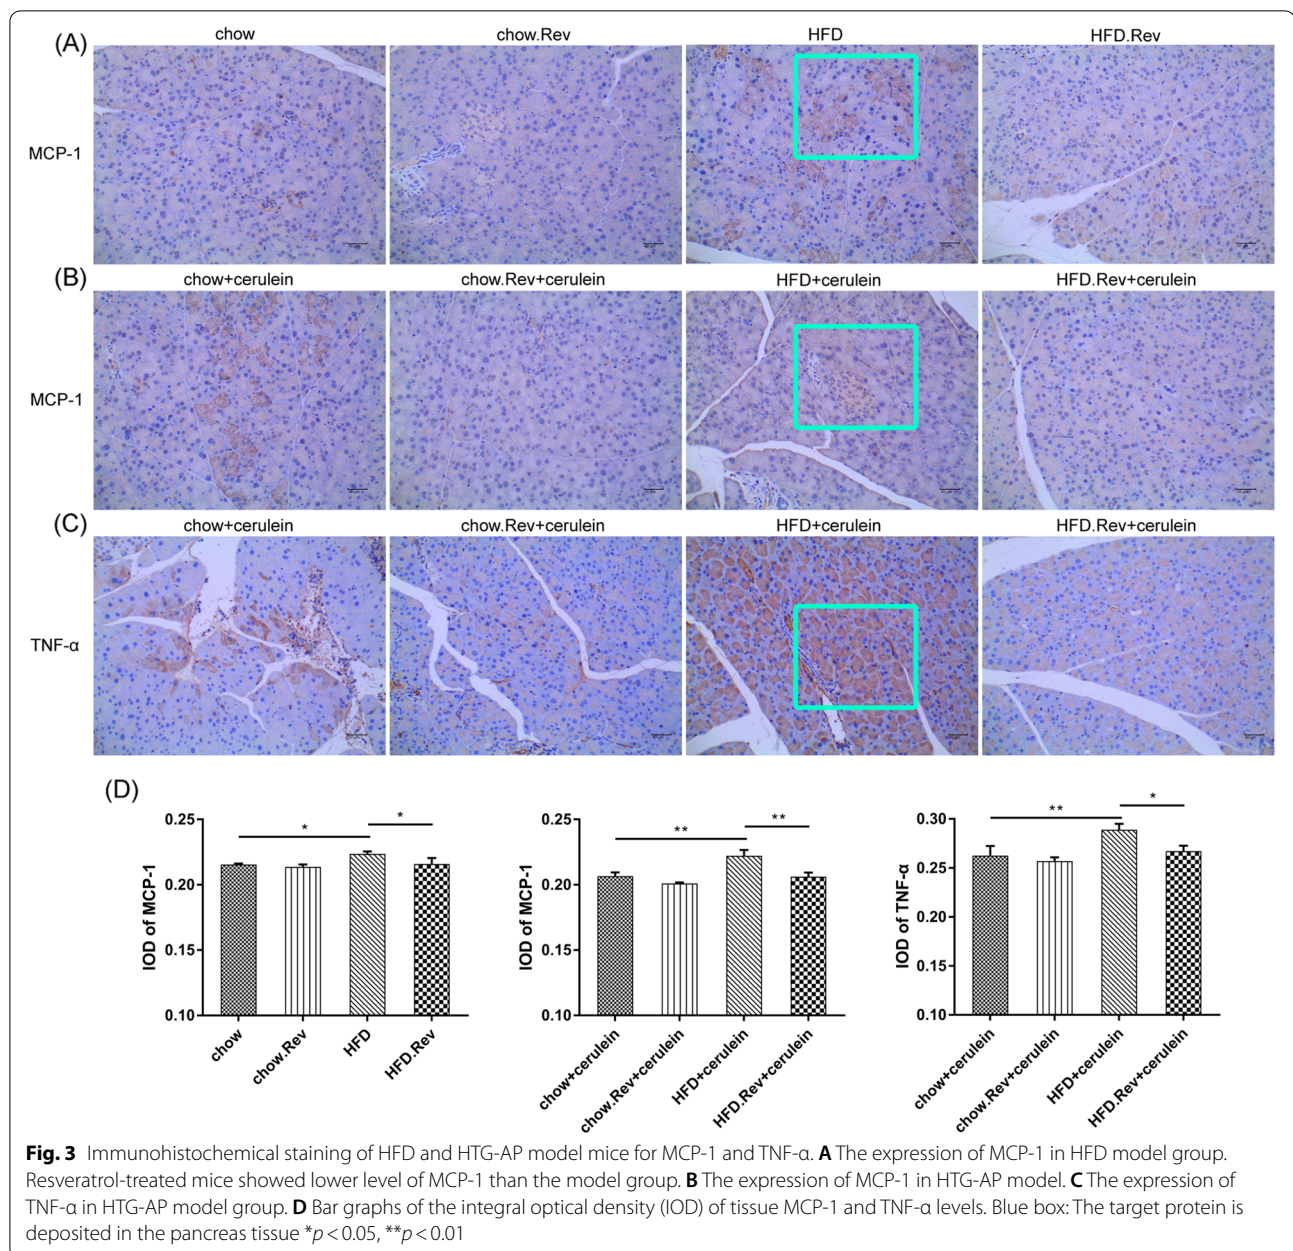 (A)
chow
chow.Rev
HFD
HFD.Rev
MCP-1
(B)
chow+cerulein
chow.Rev+cerulein
HFD+cerulein
HFD.Rev+cerulein
MCP-1
(C)
chow+cerulein
chow.Rev+cerulein
HFD+cerulein
HFD.Rev+cerulein
TNF-α
(D)
IOD of MCP-1
0.25
0.20
0.15
0.10
*
*
chow
chow.Rev
HFD
HFD.Rev
IOD of MCP-1
0.25
0.20
0.15
0.10
**
**
chow+cerulein
chow.Rev+cerulein
HFD+cerulein
HFD.Rev+cerulein
IOD of TNF-α
0.30
0.25
0.20
0.15
0.10
**
*
chow+cerulein
chow.Rev+cerulein
HFD+cerulein
HFD.Rev+cerulein
Fig. 3 Immunohistochemical staining of HFD and HTG-AP model mice for MCP-1 and TNF-α. A The expression of MCP-1 in HFD model group.
Resveratrol-treated mice showed lower level of MCP-1 than the model group. B The expression of MCP-1 in HTG-AP model. C The expression of
TNF-α in HTG-AP model group. D Bar graphs of the integral optical density (IOD) of tissue MCP-1 and TNF-α levels. Blue box: The target protein is
deposited in the pancreas tissue *p < 0.05, **p < 0.01